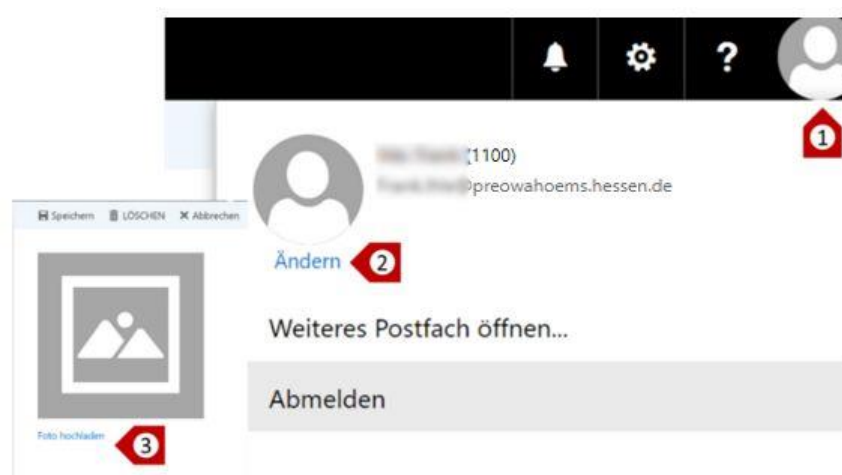 ?
1
(1100)
@preowahoems.hessen.de
Ändern 2
Weiteres Postfach öffnen...
Abmelden
Speichern LÖSCHEN Abbrechen
Foto hochladen 3